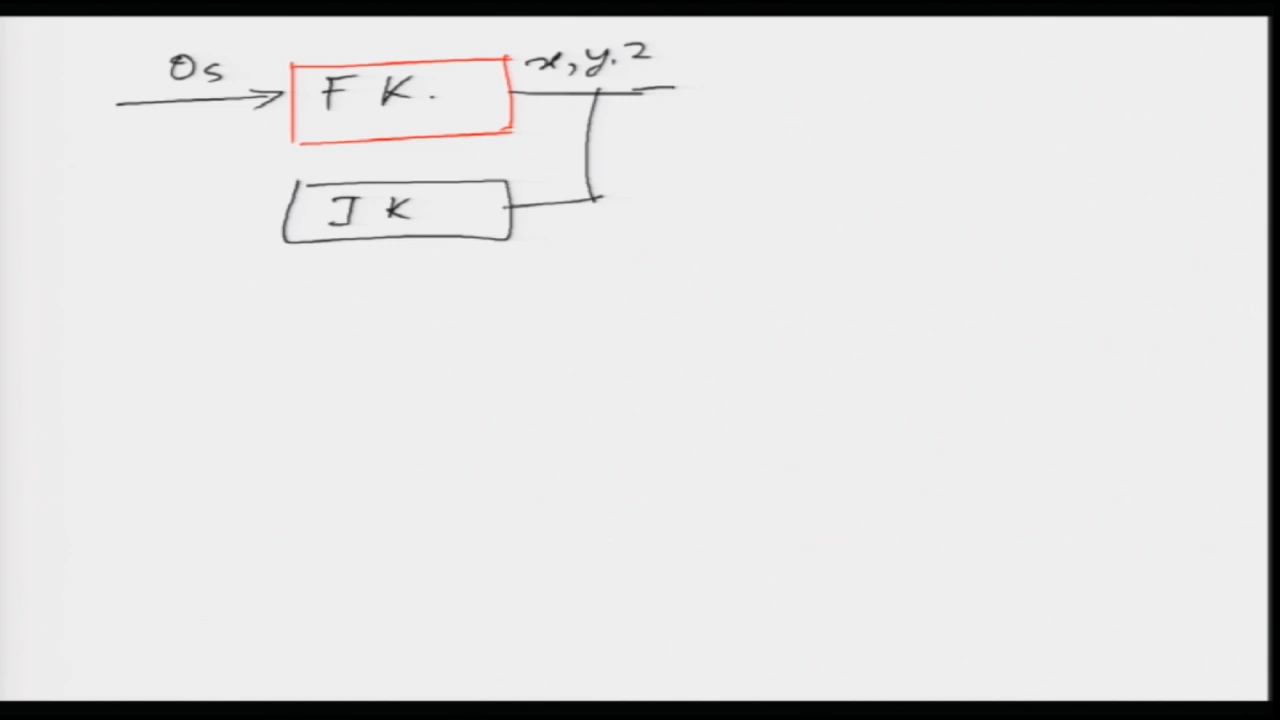 θs
F K.
x, y, z
I K